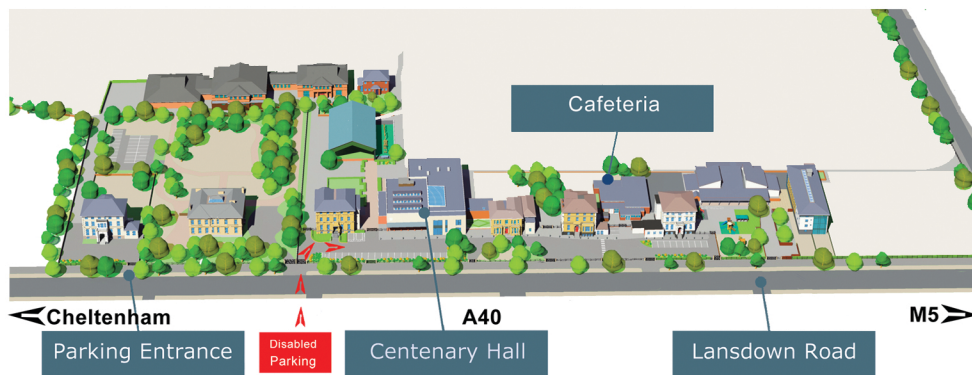 Cafeteria
Cheltenham
A40
M5
Parking Entrance
Disabled
Parking
Centenary Hall
Lansdown Road